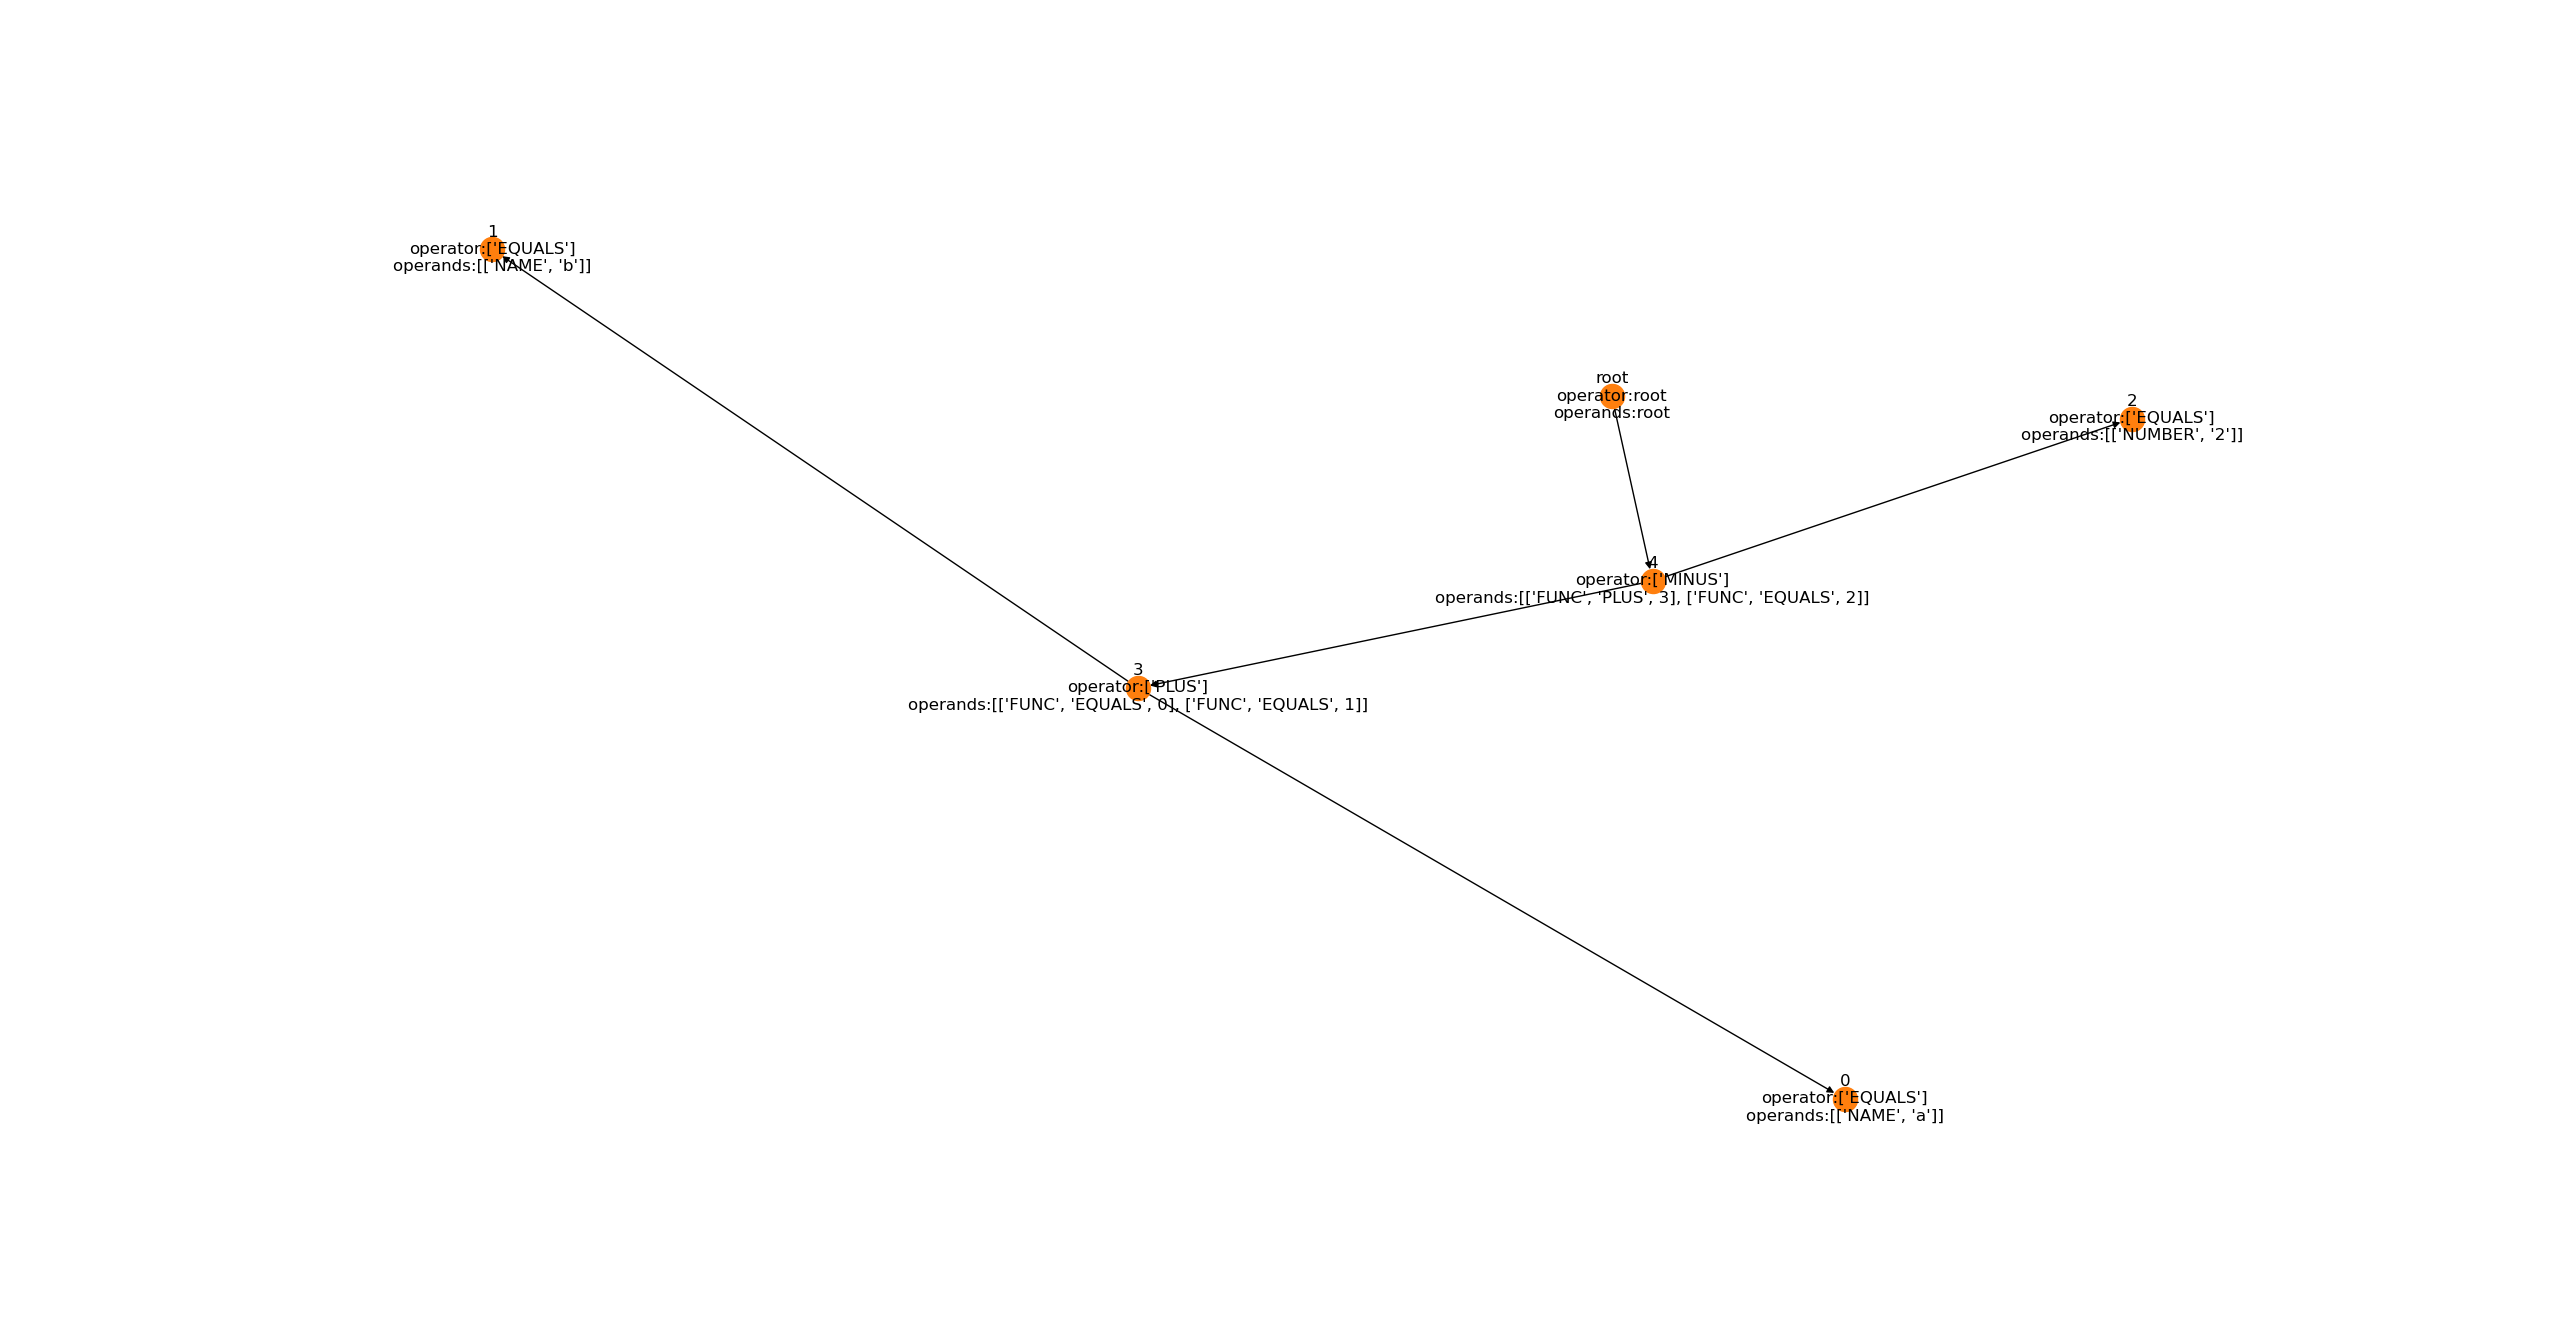 1
operator:['EQUALS']
operands:[['NAME', 'b']]
root
operator:root
operands:root
2
operator:['EQUALS']
operands:[['NUMBER', '2']]
4
operator:['MINUS']
operands:[['FUNC', 'PLUS', 3], ['FUNC', 'EQUALS', 2]]
3
operator:['PLUS']
operands:[['FUNC', 'EQUALS', 0], ['FUNC', 'EQUALS', 1]]
0
operator:['EQUALS']
operands:[['NAME', 'a']]